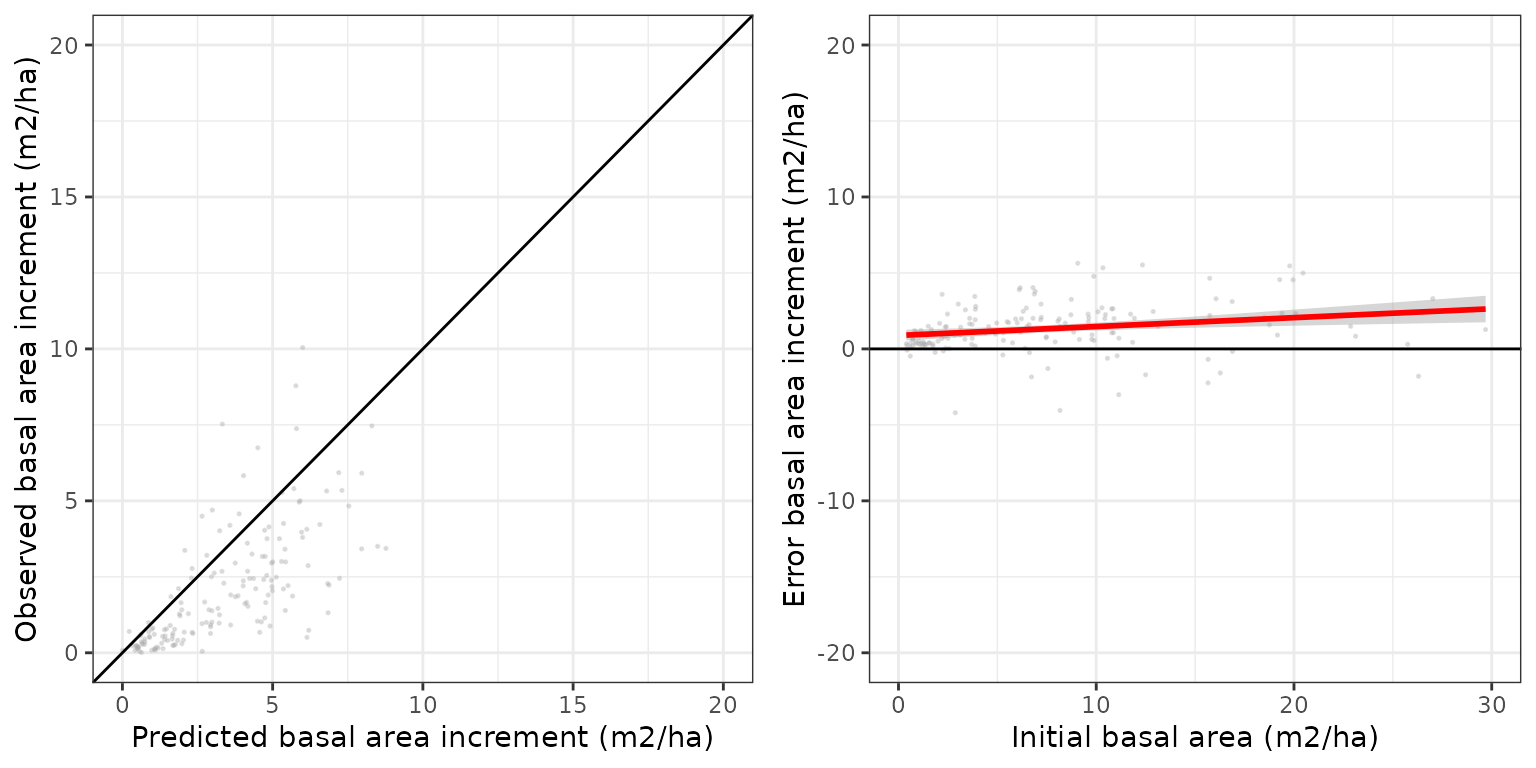 Observed basal area increment (m2/ha)
20
15
10
5
0
0 5 10 15 20
Predicted basal area increment (m2/ha)
Error basal area increment (m2/ha)
20
10
0
-10
-20
0 10 20 30
Initial basal area (m2/ha)